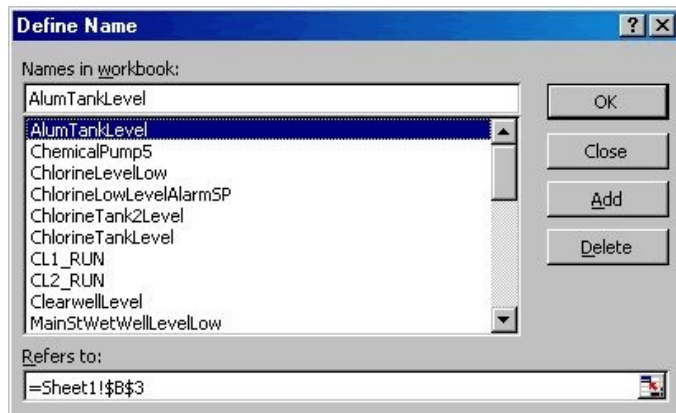 Define Name
Names in workbook:
AlumTankLevel
OK
AlumTankLevel
ChemicalPump5
ChlorineLevelLow
ChlorineLowLevelAlarmSP
ChlorineTank2Level
ChlorineTankLevel
CL1_RUN
CL2_RUN
ClearwellLevel
MainStWetWellLevelLow
Close
Add
Delete
Refers to:
=Sheet1!$B$3